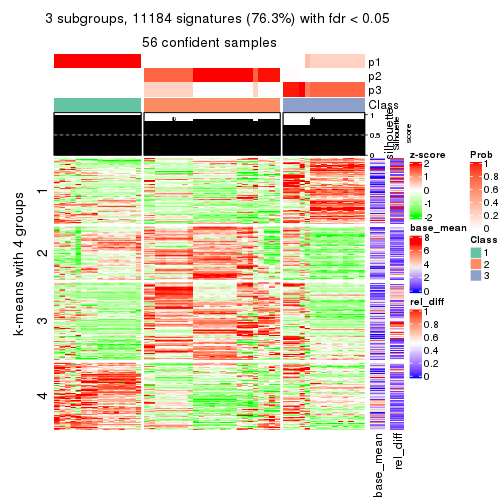 3 subgroups, 11184 signatures (76.3%) with fdr < 0.05
56 confident samples
p1
p2
p3
Class
1
0.5
0
silhouette
Silhouette
score
k-means with 4 groups
1
2
3
4
base_mean
rel_diff
z-score
2
1
0
-1
-2
base_mean
8
6
4
2
0
rel_diff
1
0.8
0.6
0.4
0.2
0
Prob
1
0.8
0.6
0.4
0.2
0
Class
1
2
3